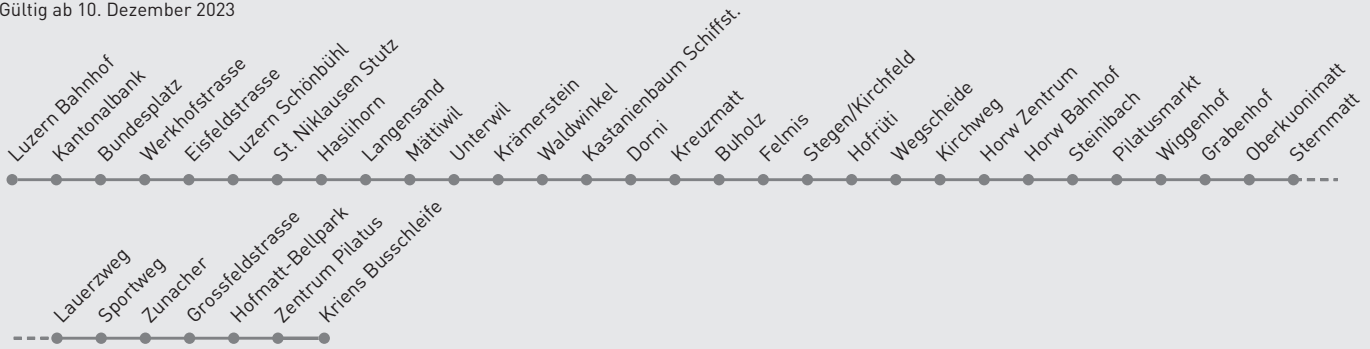 Gültig ab 10. Dezember 2023
Luzern Bahnhof
Kantonalbank
Bundesplatz
Werkhofstrasse
Eisfeldstrasse
Luzern Schönbühl
St. Niklausen Stutz
Haslihorn
Langensand
Mättiwil
Unterwil
Krämerstein
Waldwinkel
Kastanienbaum Schiffst.
Dorni
Kreuzmatt
Buholz
Felmis
Stegen/Kirchfeld
Hofrüti
Wegscheide
Kirchweg
Horw Zentrum
Horw Bahnhof
Steinibach
Pilatusmarkt
Wiggenhof
Grabenhof
Oberkuonimatt
Sternmatt
Lauerzweg
Sportweg
Zunacher
Grossfeldstrasse
Hofmatt-Bellpark
Zentrum Pilatus
Kriens Busschleife